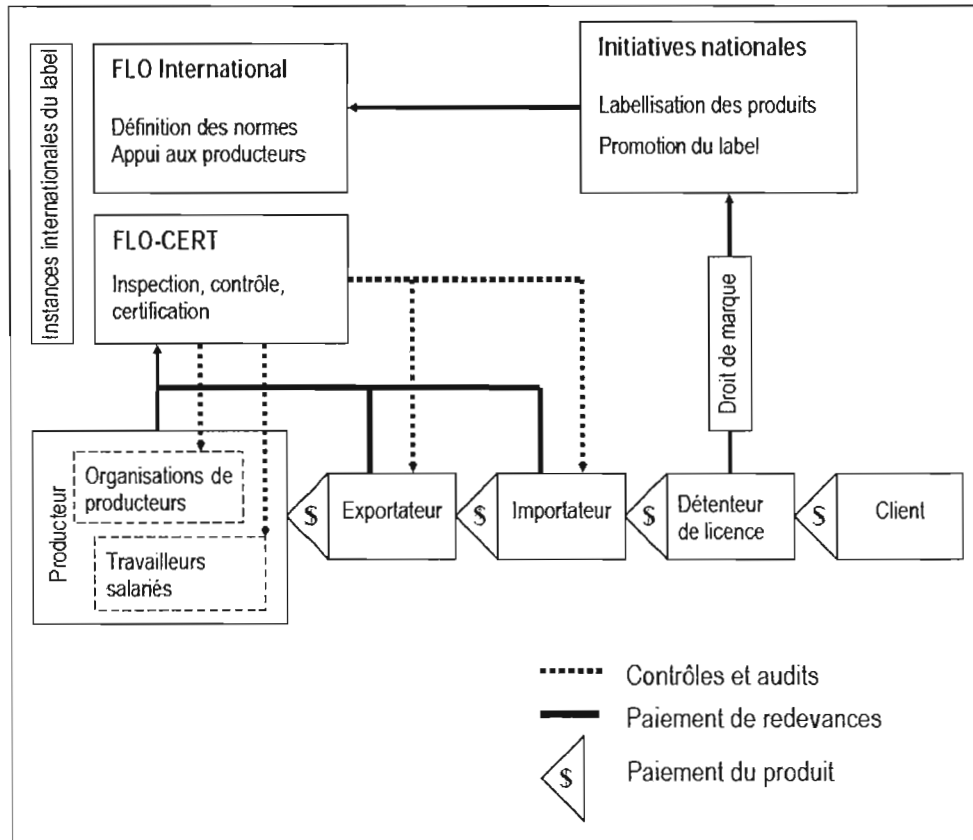 Instances internationales du label
FLO International
Définition des normes
Appui aux producteurs
Initiatives nationales
Labellisation des produits
Promotion du label
FLO-CERT
Inspection, contrôle,
certification
Droit de marque
Producteur
Organisations de
producteurs
Travailleurs
salariés
$
Exportateur
$
Importateur
$
Détenteur
de licence
$
Client
Contrôles et audits
Paiement de redevances
$
Paiement du produit